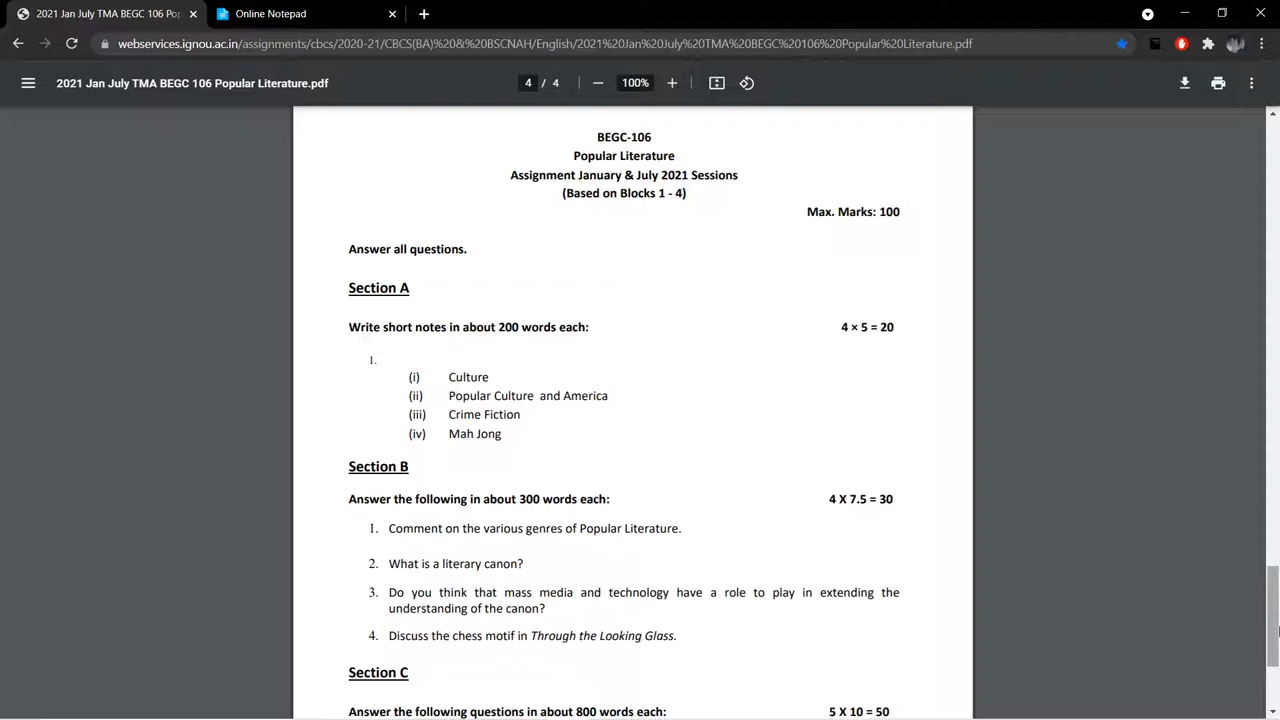 2021 Jan July TMA BEGC 106 Pop
Online Notepad
webservices.ignou.ac.in/assignments/cbcs/2020-21/CBCS(BA)%20&%20BSCNAH/English/2021%20Jan%20July%20TMA%20BEGC%20106%20Popular%20Literature.pdf
2021 Jan July TMA BEGC 106 Popular Literature.pdf
4 / 4
100%
BEGC-106
Popular Literature
Assignment January & July 2021 Sessions
(Based on Blocks 1 - 4)
Max. Marks: 100
Answer all questions.
Section A
Write short notes in about 200 words each: 4 × 5 = 20
1.
(i) Culture
(ii) Popular Culture and America
(iii) Crime Fiction
(iv) Mah Jong
Section B
Answer the following in about 300 words each: 4 X 7.5 = 30
1. Comment on the various genres of Popular Literature.
2. What is a literary canon?
3. Do you think that mass media and technology have a role to play in extending the
understanding of the canon?
4. Discuss the chess motif in Through the Looking Glass.
Section C
Answer the following questions in about 800 words each: 5 X 10 = 50